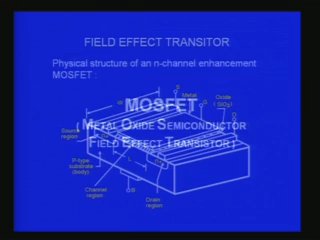 FIELD EFFECT TRANSITOR
Physical structure of an n-channel enhancement
MOSFET :
MOSFET
( METAL OXIDE SEMICONDUCTOR
FIELD EFFECT TRANSISTOR )
W
S
Metal
G
Oxide
( SiO2)
D
Source
region
L
P-type
substrate
(body)
Channel
region
B
Drain
region